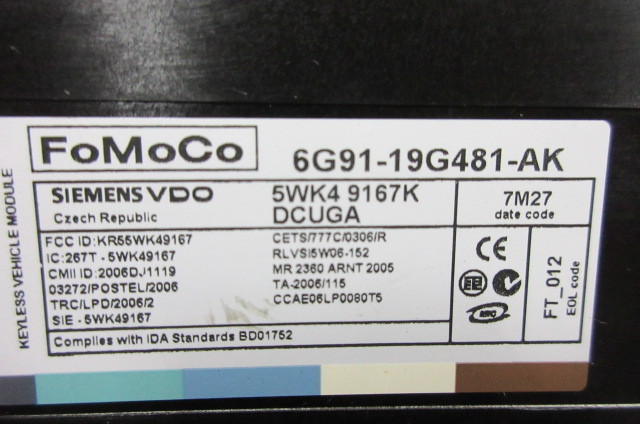 KEYLESS VEHICLE MODULE
FoMoCo
6G91-19G481-AK
SIEMENS VDO
Czech Republic
5WK4 9167K
DCUGA
7M27
date code
FCC ID:KR55WK49167
IC:267T - 5WK49167
CMII ID:2006DJ1119
03272/POSTEL/2006
TRC/LPD/2006/2
SIE - 5WK49167
CETS/777C/0306/R
RLVSI5W06-152
MR 2360 ARNT 2005
TA-2006/115
CCAE06LP0080T5
Complies with IDA Standards BD01752
CE
FT_012
EOL code